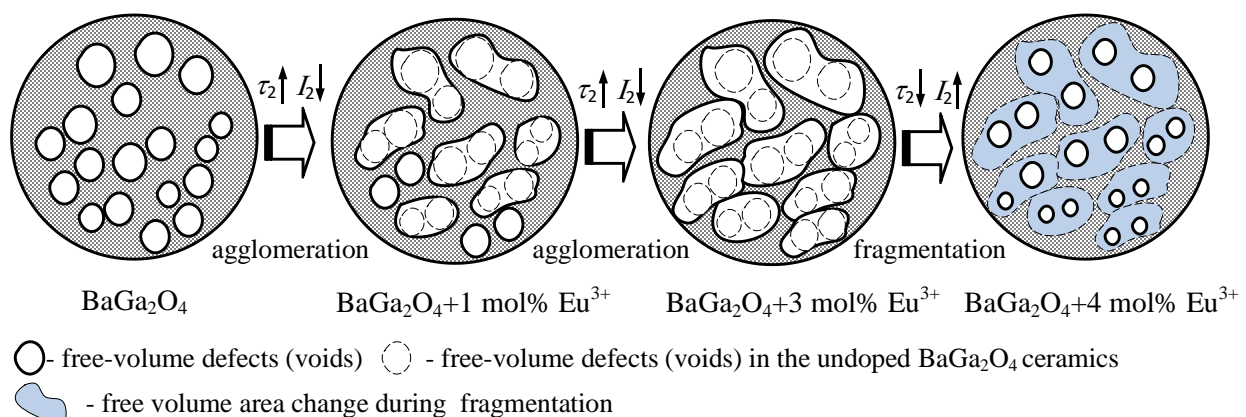 τ₂↑ I₂↓ τ₂↑ I₂↓ τ₂↓ I₂↑
agglomeration agglomeration fragmentation
BaGa₂O₄ BaGa₂O₄+1 mol% Eu³⁺ BaGa₂O₄+3 mol% Eu³⁺ BaGa₂O₄+4 mol% Eu³⁺
- free-volume defects (voids) - free-volume defects (voids) in the undoped BaGa₂O₄ ceramics
- free volume area change during fragmentation